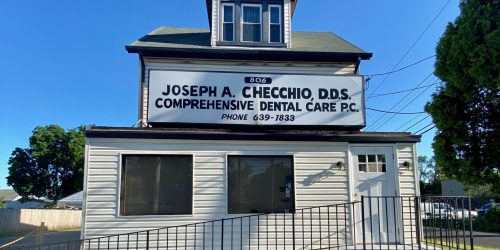 806
JOSEPH A. CHECCHIO, D.D.S.
COMPREHENSIVE DENTAL CARE P.C.
PHONE 639-1833